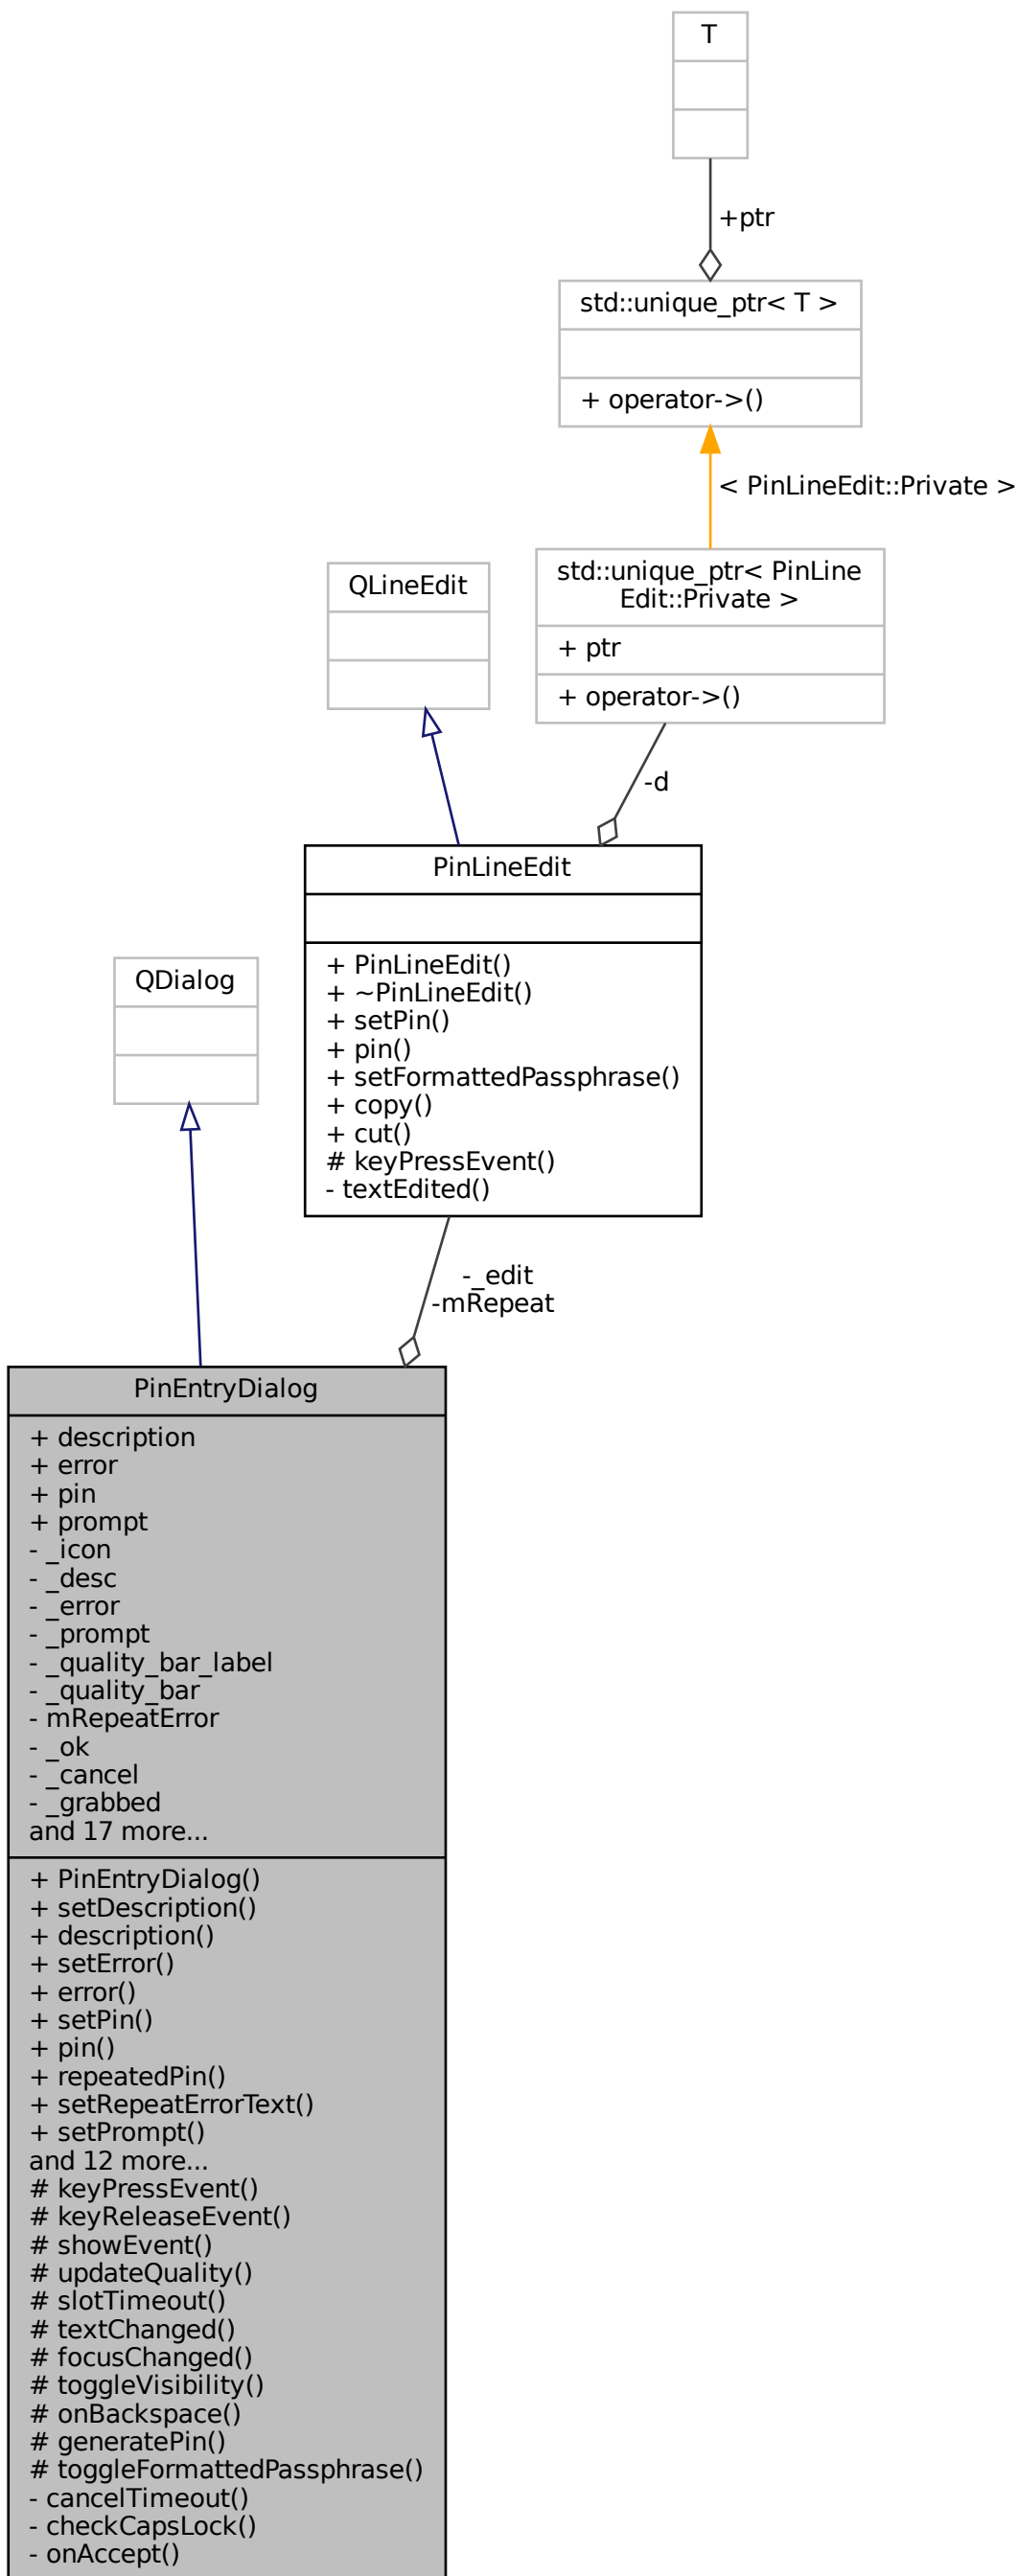 T
+ptr
std::unique_ptr< T >
+ operator->()
< PinLineEdit::Private >
std::unique_ptr< PinLine
Edit::Private >
+ ptr
+ operator->()
QLineEdit
-d
PinLineEdit
+ PinLineEdit()
+ ~PinLineEdit()
+ setPin()
+ pin()
+ setFormattedPassphrase()
+ copy()
+ cut()
# keyPressEvent()
- textEdited()
QDialog
-_edit
-mRepeat
PinEntryDialog
+ description
+ error
+ pin
+ prompt
- _icon
- _desc
- _error
- _prompt
- _quality_bar_label
- _quality_bar
- mRepeatError
- _ok
- _cancel
- _grabbed
and 17 more...
+ PinEntryDialog()
+ setDescription()
+ description()
+ setError()
+ error()
+ setPin()
+ pin()
+ repeatedPin()
+ setRepeatErrorText()
+ setPrompt()
and 12 more...
# keyPressEvent()
# keyReleaseEvent()
# showEvent()
# updateQuality()
# slotTimeout()
# textChanged()
# focusChanged()
# toggleVisibility()
# onBackspace()
# generatePin()
# toggleFormattedPassphrase()
- cancelTimeout()
- checkCapsLock()
- onAccept()